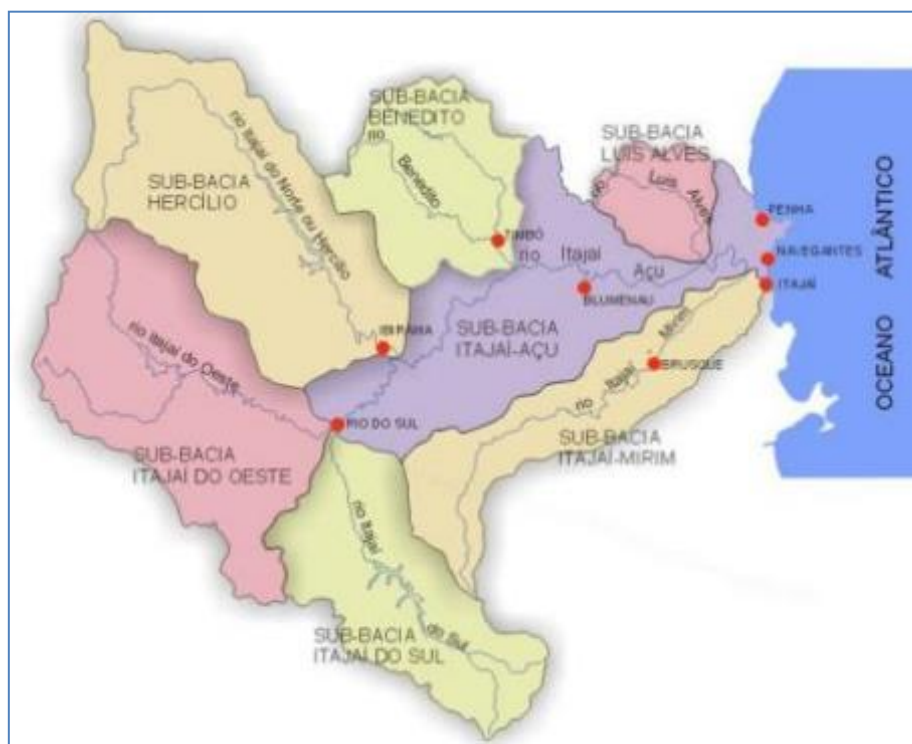 SUB-BACIA
BENEDITO
rio
Benedito
SUB-BACIA
LUIS ALVES
rio
Luis Alves
rio Itajaí do Norte ou Hercílio
SUB-BACIA
HERCÍLIO
PENHA
TIMBÓ
NAVEGANTES
rio Itajaí Açu
ITAJAÍ
BLUMENAU
OCEANO ATLÂNTICO
IBIRAMA
SUB-BACIA
ITAJAÍ-AÇU
rio Itajaí do Oeste
rio Itajaí Mirim
BRUSQUE
RIO DO SUL
SUB-BACIA
ITAJAÍ-MIRIM
SUB-BACIA
ITAJAÍ DO OESTE
rio Itajaí do Sul
SUB-BACIA
ITAJAÍ DO SUL